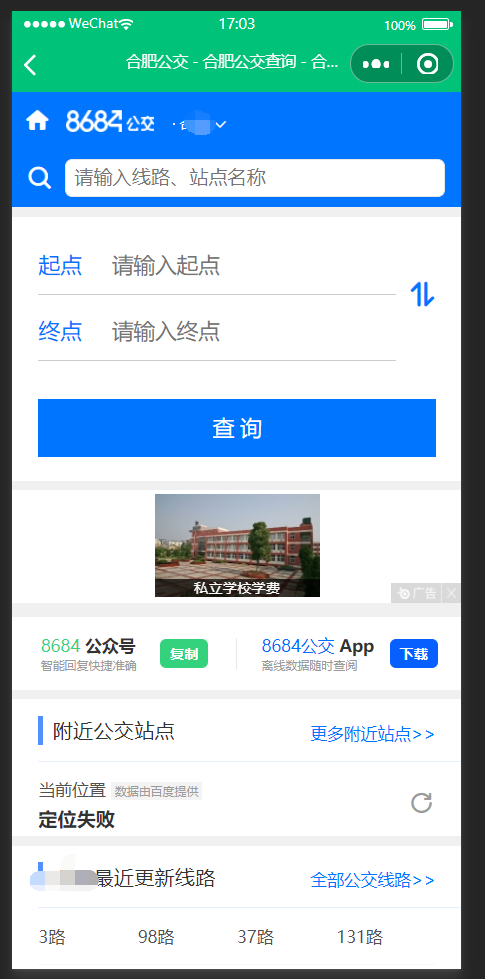 WeChat 17:03 100%
合肥公交 - 合肥公交查询 - 合...
8684公交
请输入线路、站点名称
起点 请输入起点
终点 请输入终点
查询
私立学校学费
广告
8684 公众号 复制 8684公交 App 下载
智能回复快捷准确 离线数据随时查阅
附近公交站点 更多附近站点>>
当前位置 数据由百度提供
定位失败
最近更新线路 全部公交线路>>
3路 98路 37路 131路